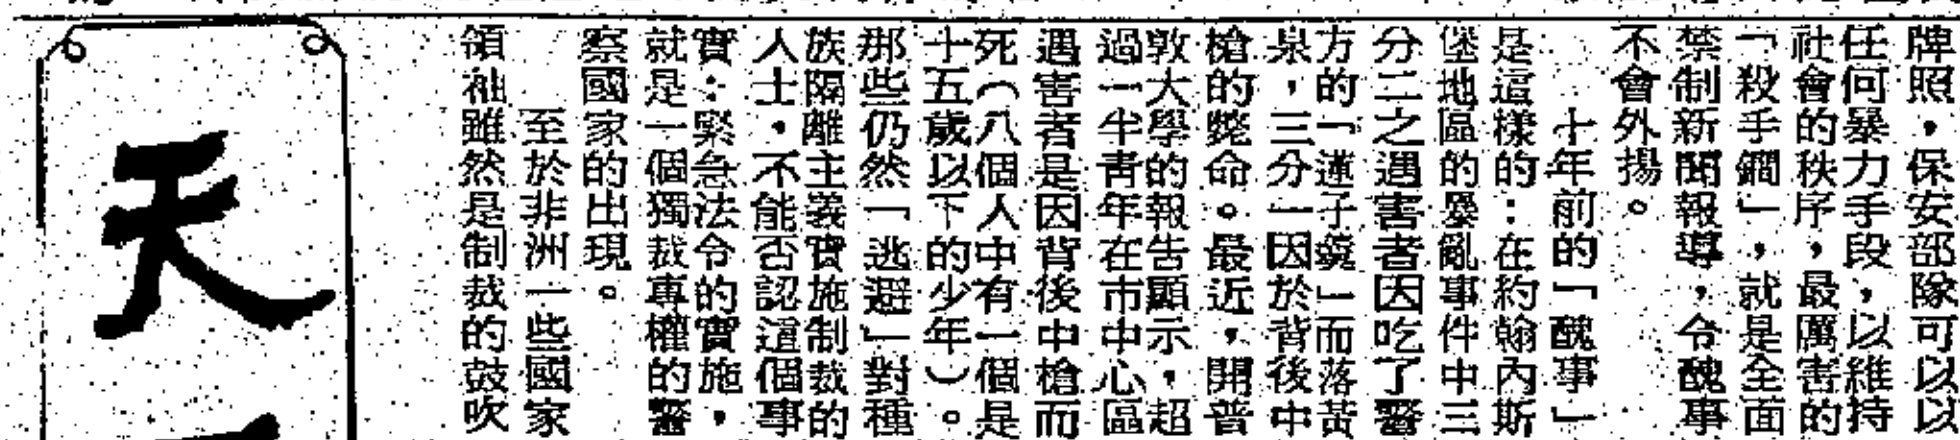 牌照，保安部隊可以以
任何暴力手段，以維持
社會的秩序，最厲害的
「殺手鐧」，就是全面
禁制新聞報導，令醜事
不會外揚。
十年前的「醜事」
是這樣的：在約翰內斯
堡地區的暴亂事件中三
分二之遇害者因吃了警
方的「蓮子羹」而落黃
泉，三分一因於背後中
槍的斃命。最近，開普
敦大學的報告顯示，超
過一半青年在市中心區
遇害者是因背後中槍而
死（八個人中有一個是
十五歲以下的少年）。
那些仍然「逃避」對種
族隔離主義實施制裁的
人士，不能否認這個事
實：緊急法令的實施，
就是一個獨裁專權的警
察國家的出現。
至於非洲一些國家
領袖雖然是制裁的鼓吹
天